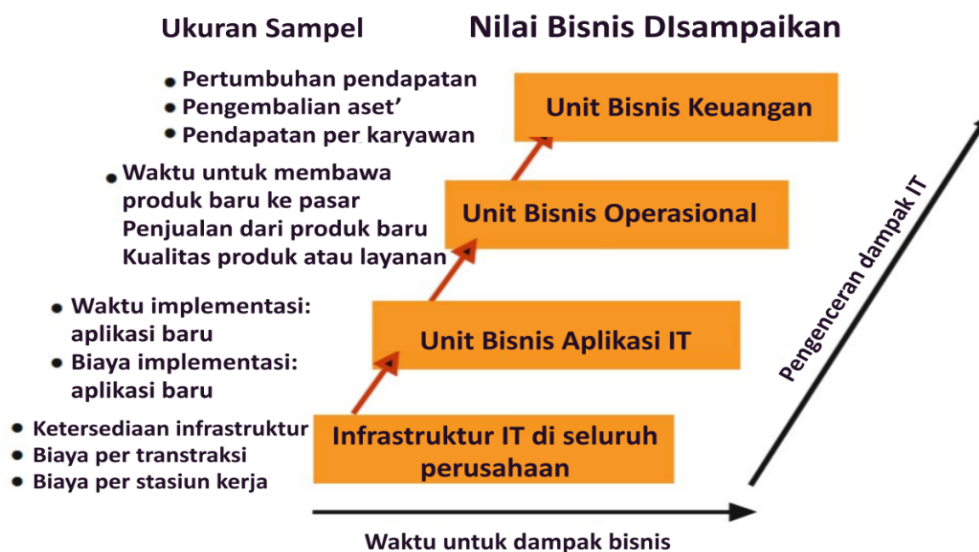 Ukuran Sampel
Nilai Bisnis DIsampaikan
• Pertumbuhan pendapatan
• Pengembalian aset’
• Pendapatan per karyawan
Unit Bisnis Keuangan
• Waktu untuk membawa
produk baru ke pasar
Penjualan dari produk baru
Kualitas produk atau layanan
Unit Bisnis Operasional
• Waktu implementasi:
aplikasi baru
• Biaya implementasi:
aplikasi baru
Unit Bisnis Aplikasi IT
• Ketersediaan infrastruktur
• Biaya per transtraksi
• Biaya per stasiun kerja
Infrastruktur IT di seluruh
perusahaan
Pengenceran dampak IT
Waktu untuk dampak bisnis